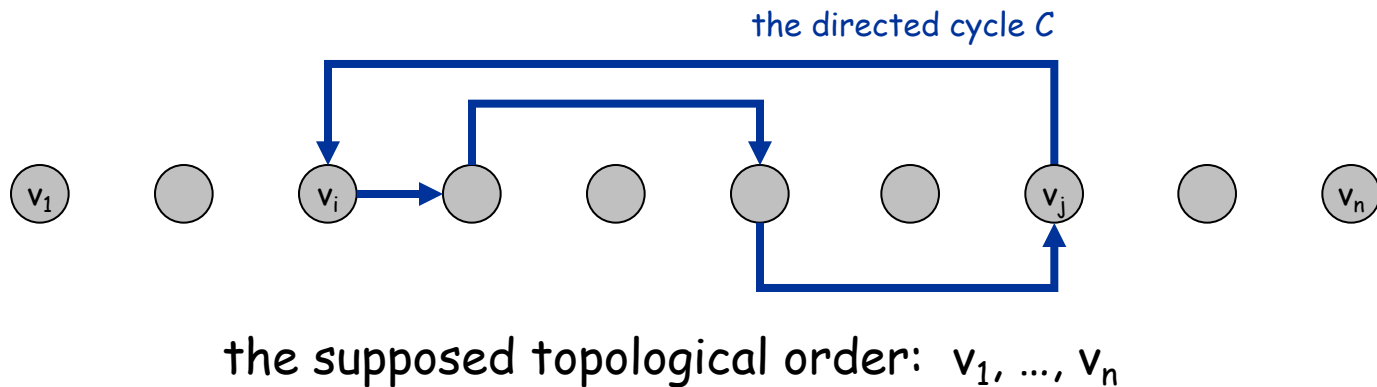 the directed cycle C
v₁ vᵢ vⱼ vₙ
the supposed topological order: v₁, ..., vₙ